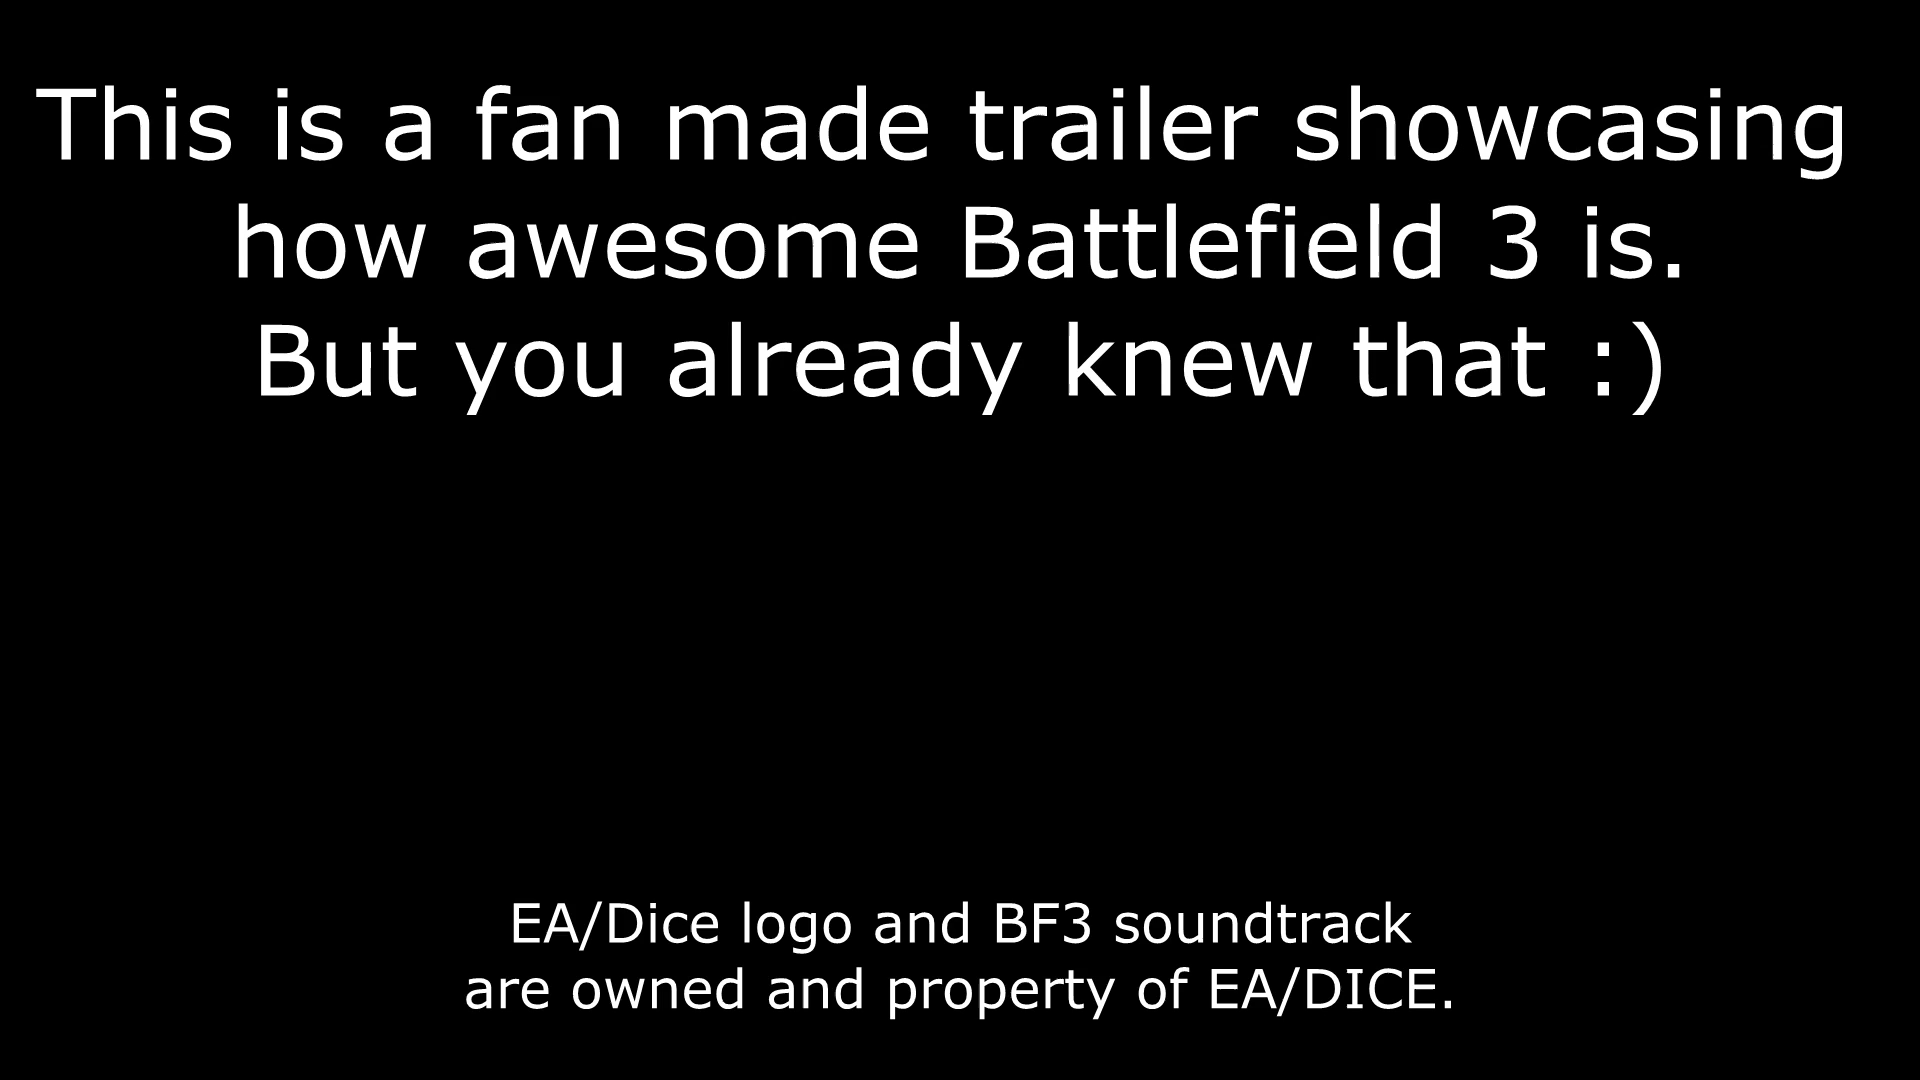 This is a fan made trailer showcasing
how awesome Battlefield 3 is.
But you already knew that :)
EA/Dice logo and BF3 soundtrack
are owned and property of EA/DICE.